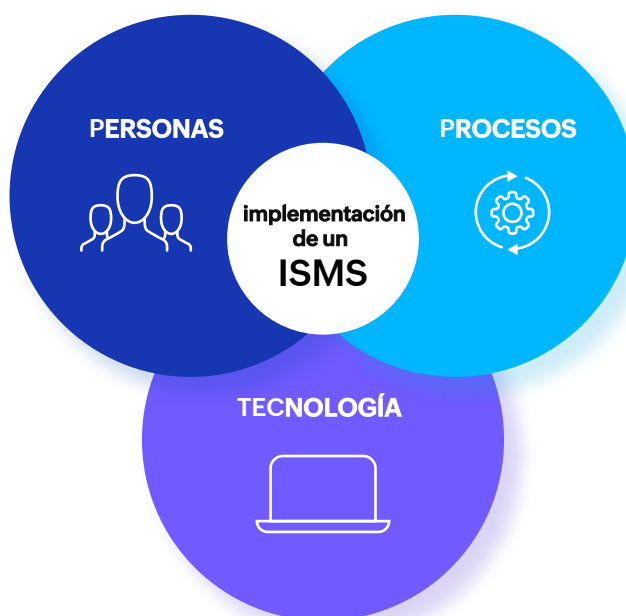 PERSONAS
PROCESOS
implementación
de un
ISMS
TECNOLOGÍA